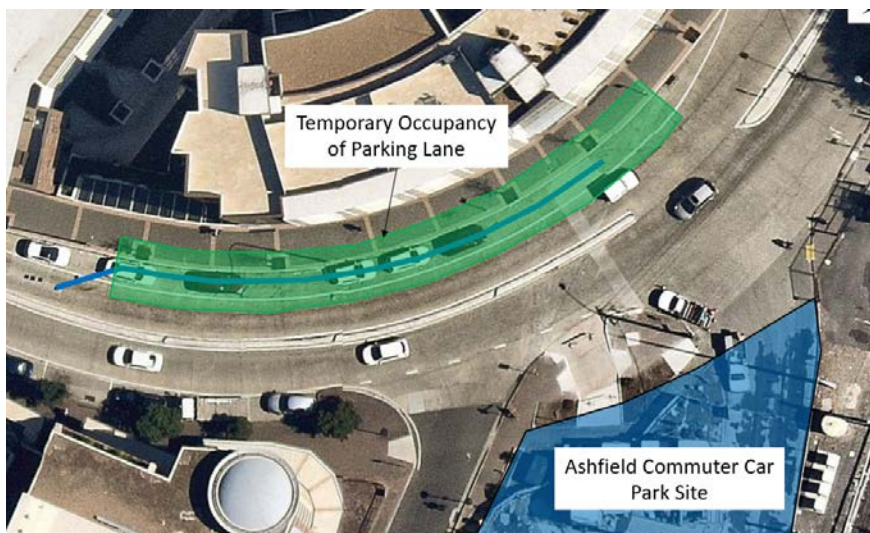 Temporary Occupancy
of Parking Lane
Ashfield Commuter Car
Park Site